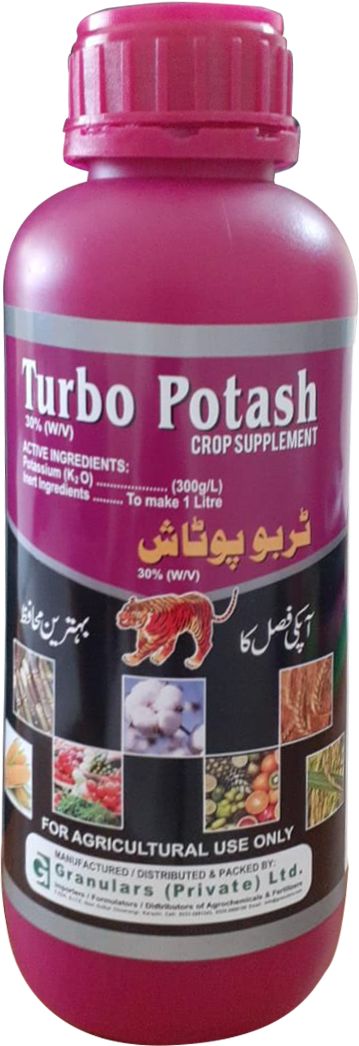 Turbo Potash
30% (W/V)
CROP SUPPLEMENT
ACTIVE INGREDIENTS:
Potassium (K₂O) .................... (300g/L)
Inert Ingredients ......... To make 1 Litre
ٹربو پوٹاش
30% (W/V)
آپکی فصل کا بہترین محافظ
FOR AGRICULTURAL USE ONLY
MANUFACTURED / DISTRIBUTED & PACKED BY:
Granulars (Private) Ltd.
Importers / Formulators / Distributors of Agrochemicals & Fertilizers